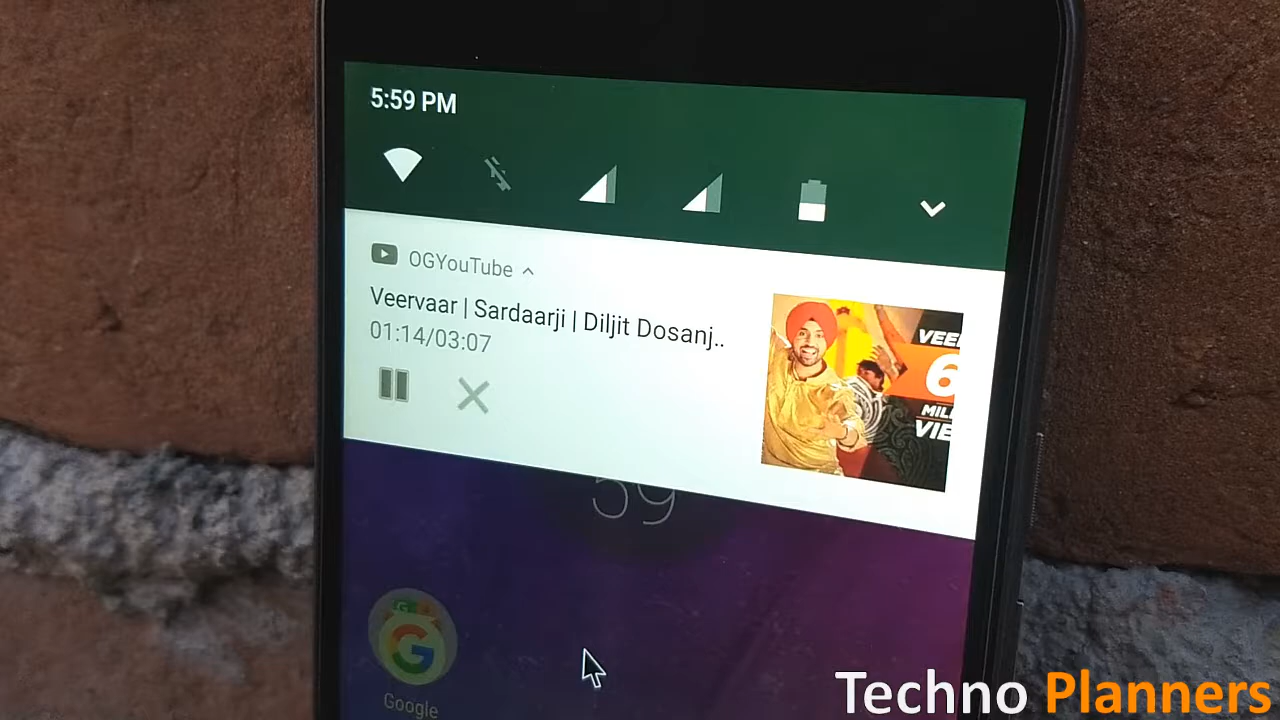 5:59 PM
OGYouTube
Veervaar | Sardaarji | Diljit Dosanj..
01:14/03:07
VEE
6
MIL
VIE
59
Google
Techno Planners